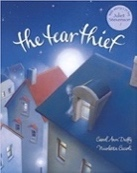 the tear thief
Carol Ann Duffy
Nicoletta Ceccoli